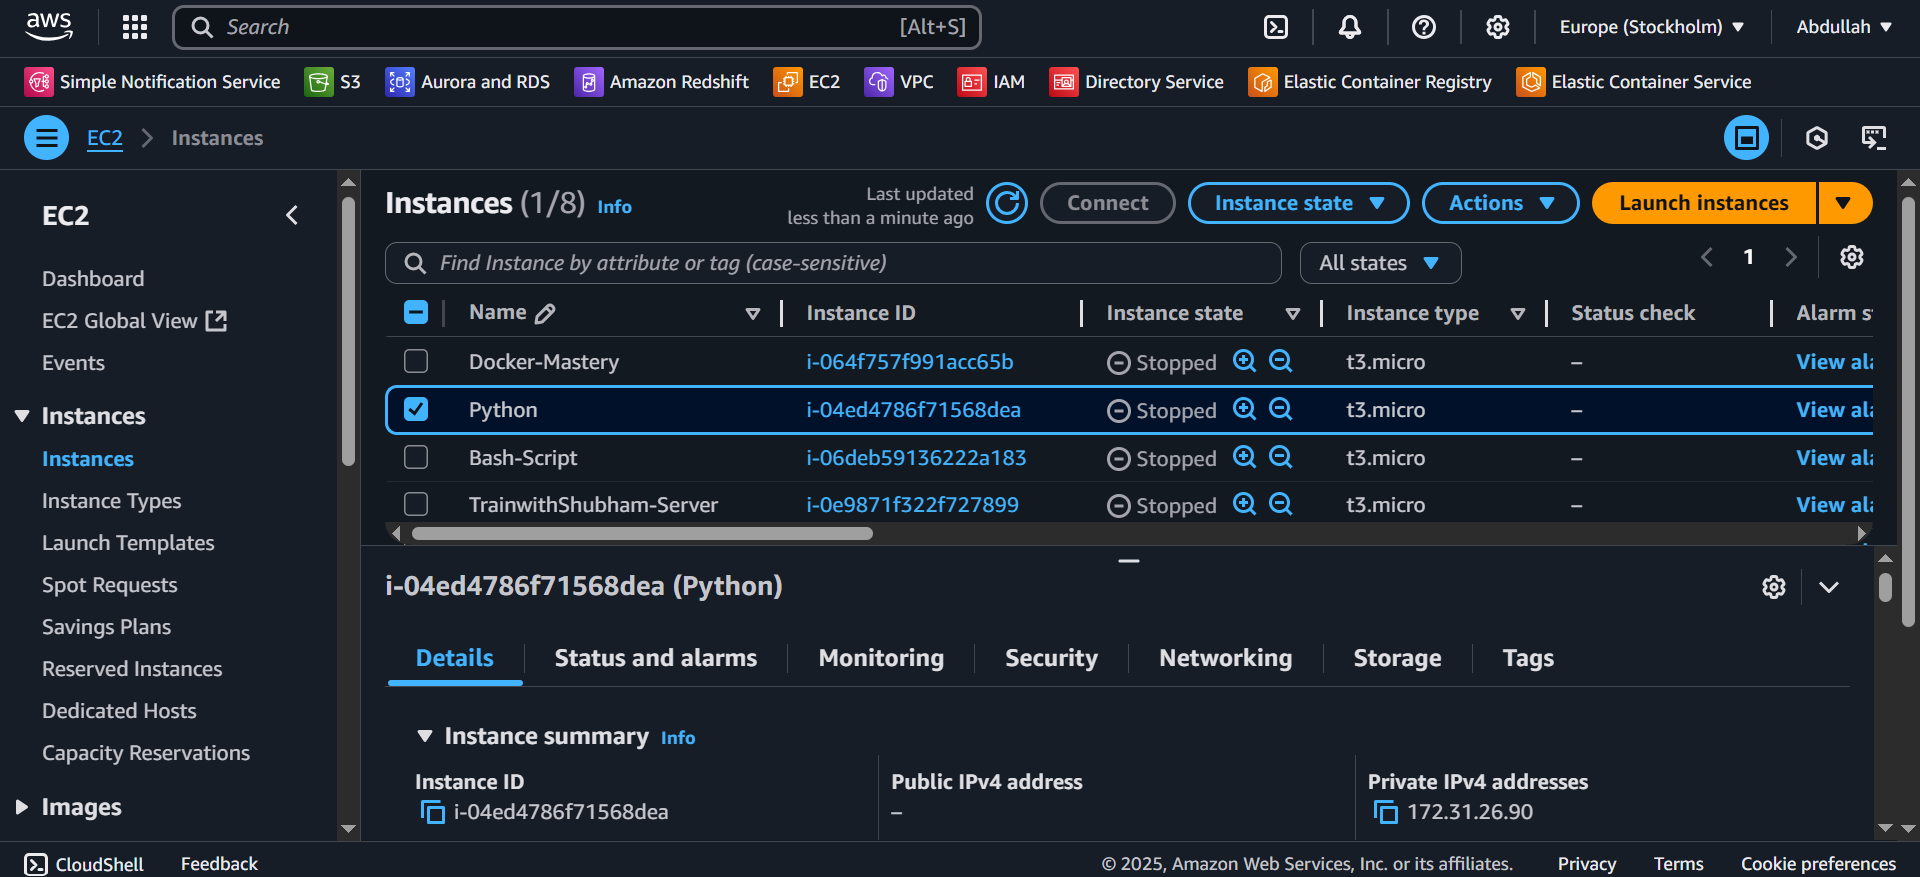 aws
Search [Alt+S]
Europe (Stockholm)
Abdullah
Simple Notification Service
S3
Aurora and RDS
Amazon Redshift
EC2
VPC
IAM
Directory Service
Elastic Container Registry
Elastic Container Service
EC2
Instances
EC2
Dashboard
EC2 Global View
Events
Instances
Instances
Instance Types
Launch Templates
Spot Requests
Savings Plans
Reserved Instances
Dedicated Hosts
Capacity Reservations
Images
Instances (1/8) Info
Last updated
less than a minute ago
Connect
Instance state
Actions
Launch instances
Find Instance by attribute or tag (case-sensitive)
All states
1
Name Instance ID Instance state Instance type Status check Alarm s
Docker-Mastery i-064f757f991acc65b Stopped t3.micro – View ala
Python i-04ed4786f71568dea Stopped t3.micro – View ala
Bash-Script i-06deb59136222a183 Stopped t3.micro – View ala
TrainwithShubham-Server i-0e9871f322f727899 Stopped t3.micro – View ala
i-04ed4786f71568dea (Python)
Details
Status and alarms
Monitoring
Security
Networking
Storage
Tags
Instance summary Info
Instance ID
i-04ed4786f71568dea
Public IPv4 address
–
Private IPv4 addresses
172.31.26.90
CloudShell
Feedback
© 2025, Amazon Web Services, Inc. or its affiliates.
Privacy
Terms
Cookie preferences